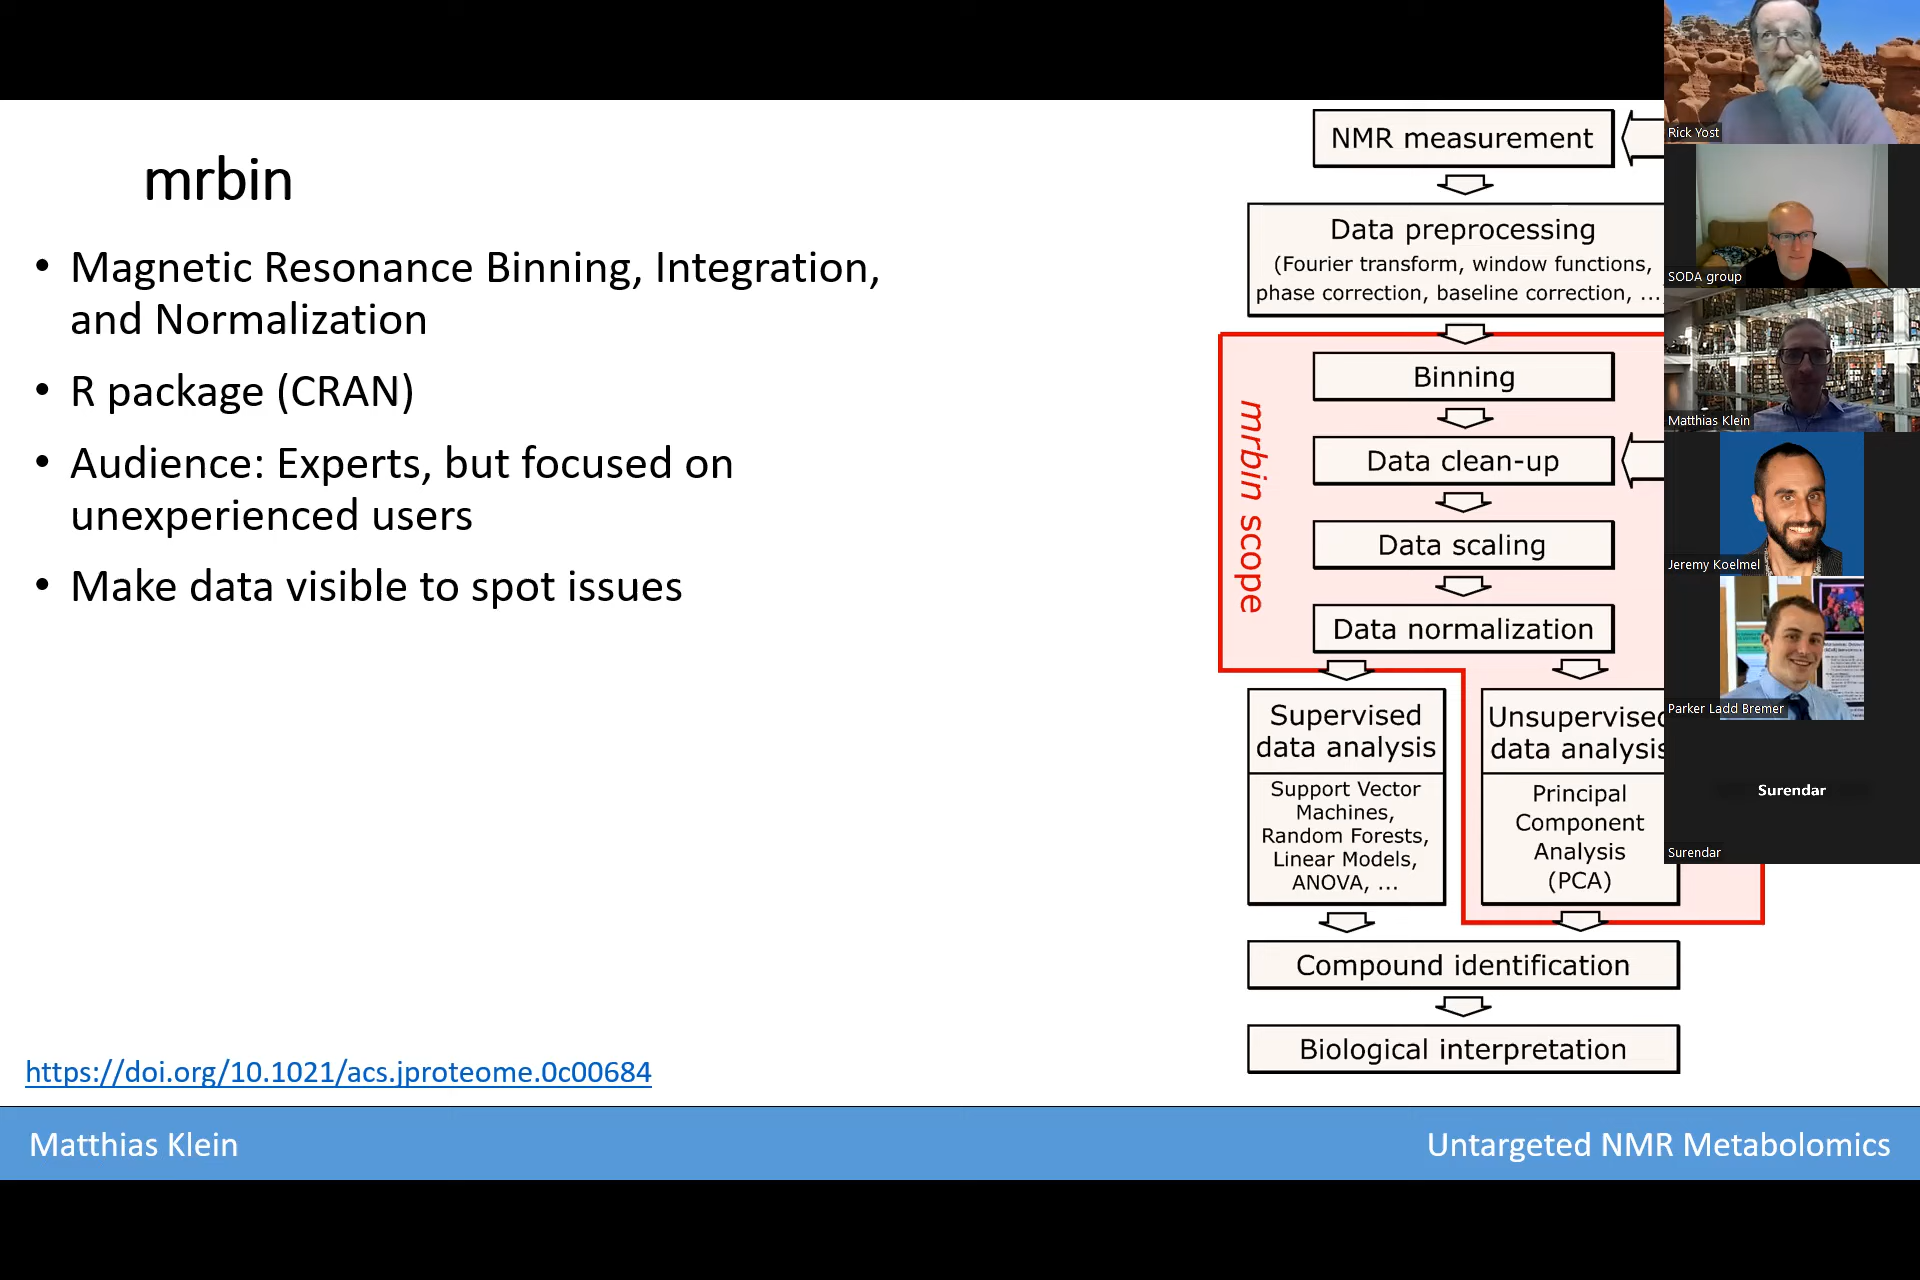 mrbin
• Magnetic Resonance Binning, Integration,
and Normalization
• R package (CRAN)
• Audience: Experts, but focused on
unexperienced users
• Make data visible to spot issues
https://doi.org/10.1021/acs.jproteome.0c00684
NMR measurement
Data preprocessing
(Fourier transform, window functions,
phase correction, baseline correction, ...
mrbin scope
Binning
Data clean-up
Data scaling
Data normalization
Supervised
data analysis
Support Vector
Machines,
Random Forests,
Linear Models,
ANOVA, ...
Unsupervised
data analysis
Principal
Component
Analysis
(PCA)
Compound identification
Biological interpretation
Rick Yost
SODA group
Matthias Klein
Jeremy Koelmel
Parker Ladd Bremer
Surendar
Surendar
Matthias Klein
Untargeted NMR Metabolomics